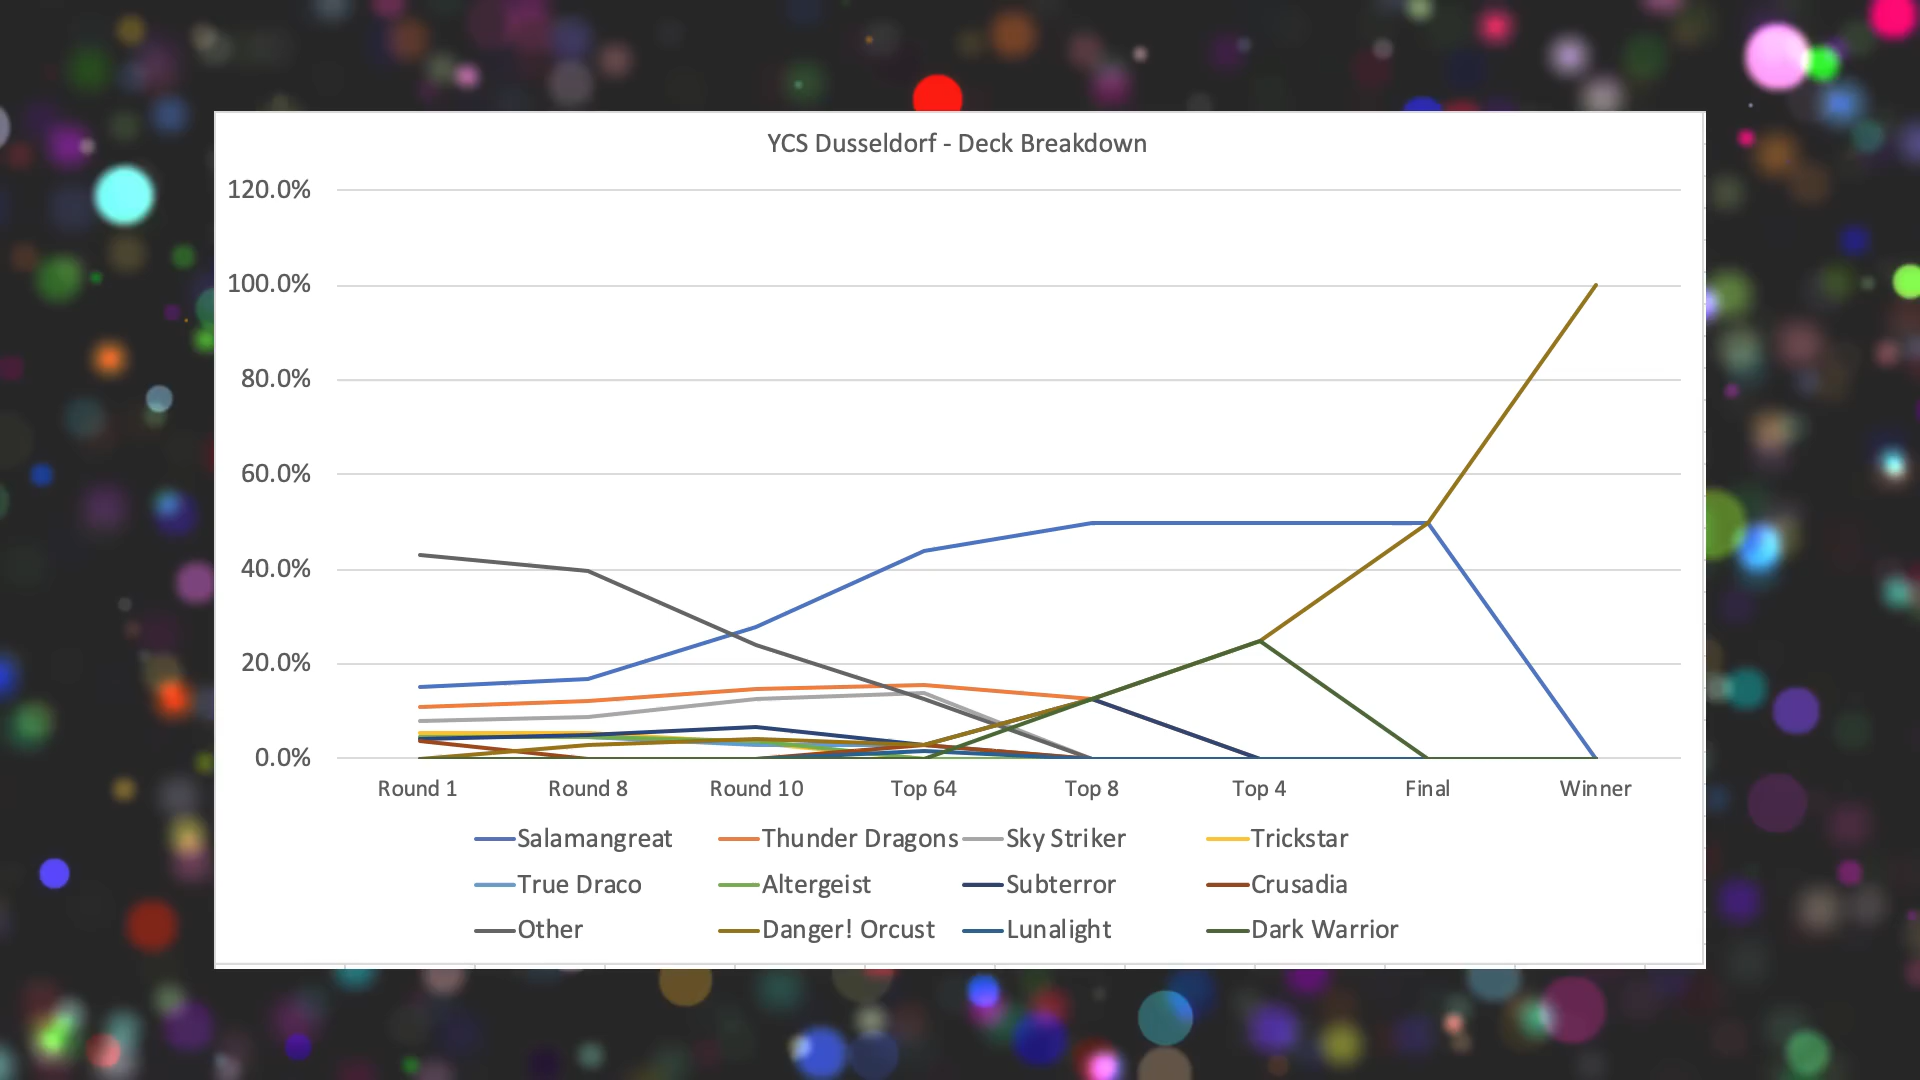 YCS Dusseldorf - Deck Breakdown
120.0%
100.0%
80.0%
60.0%
40.0%
20.0%
0.0%
Round 1 Round 8 Round 10 Top 64 Top 8 Top 4 Final Winner
Salamangreat Thunder Dragons Sky Striker Trickstar
True Draco Altergeist Subterror Crusadia
Other Danger! Orcust Lunalight Dark Warrior